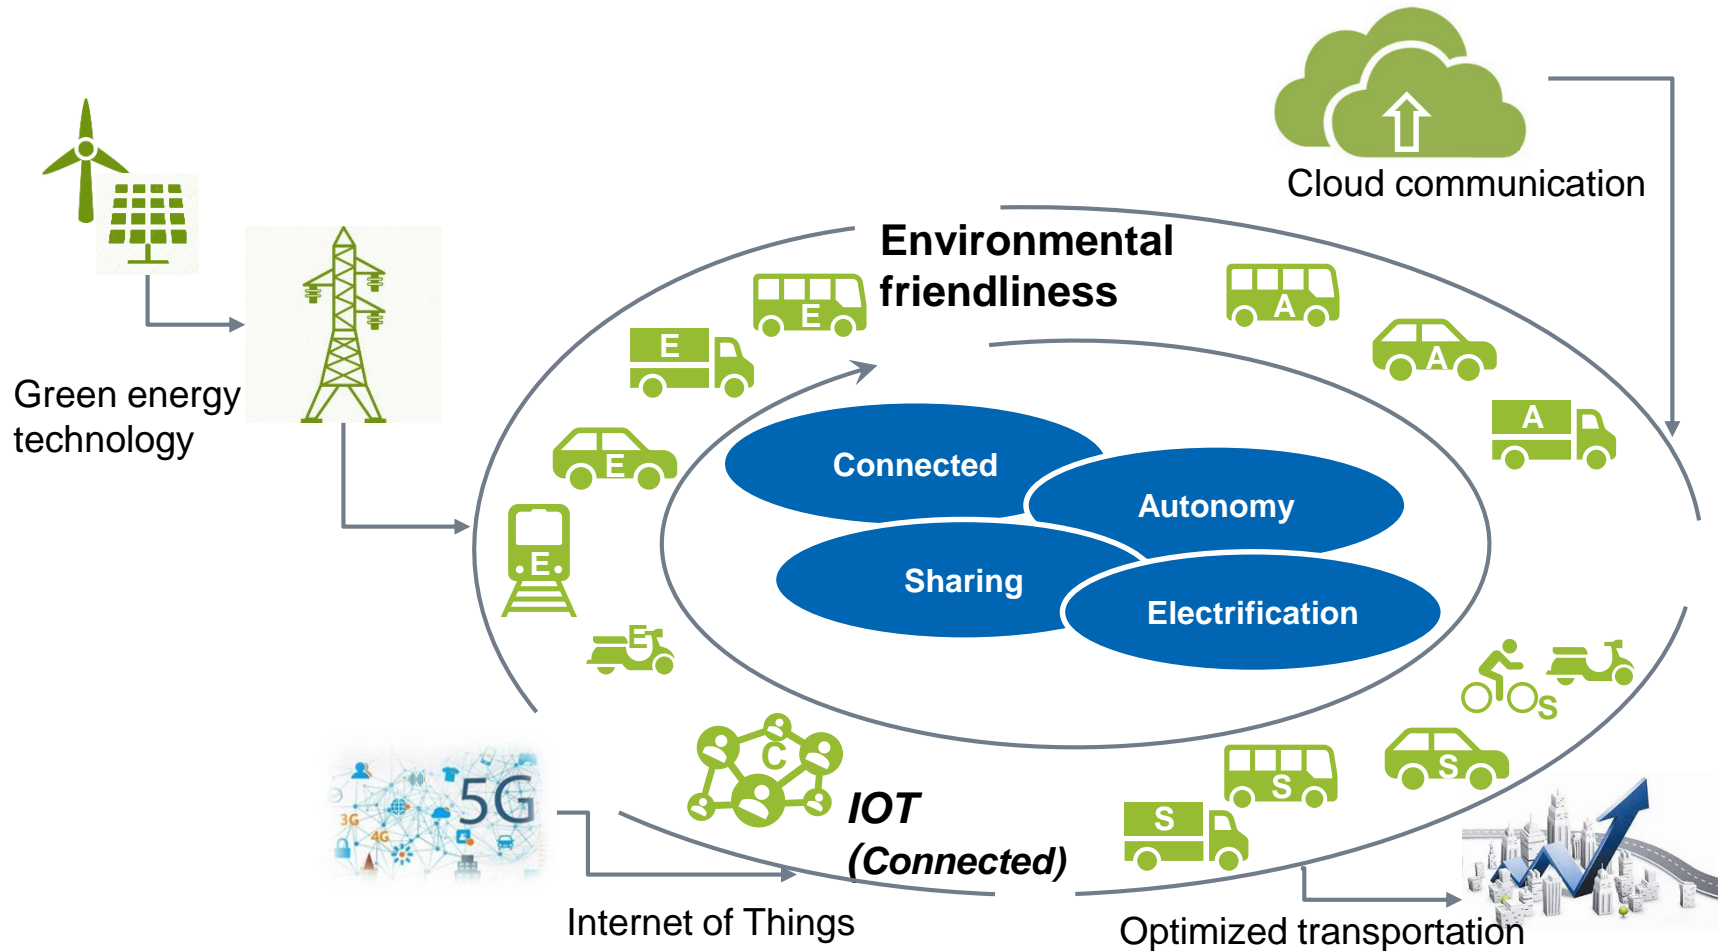 Cloud communication
Environmental
friendliness
E
A
E
A
Green energy
technology
A
E
Connected
Autonomy
E
Sharing
Electrification
E
S
C
S
S
5G
3G
4G
IOT
(Connected)
S
Internet of Things
Optimized transportation